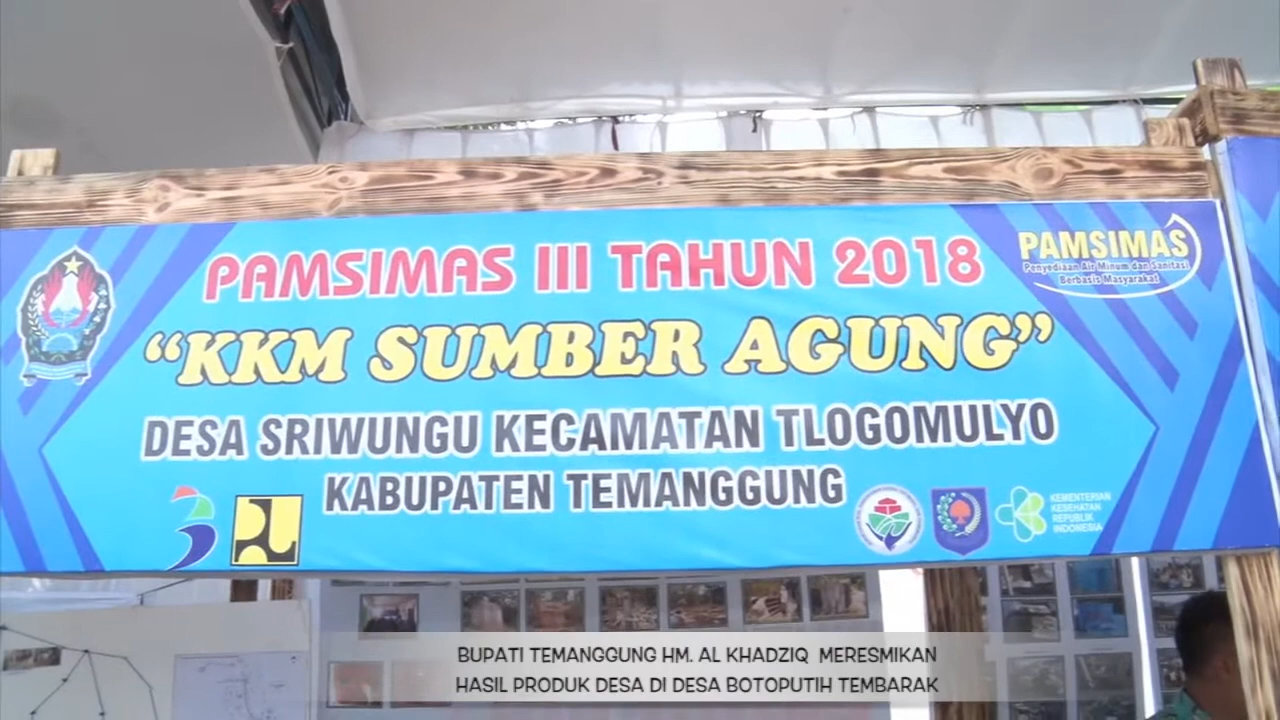 PAMSIMAS III TAHUN 2018
PAMSIMAS
Penyediaan Air Minum dan Sanitasi
Berbasis Masyarakat
“KKM SUMBER AGUNG”
DESA SRIWUNGU KECAMATAN TLOGOMULYO
KABUPATEN TEMANGGUNG
KEMENTERIAN
KESEHATAN
REPUBLIK
INDONESIA
BUPATI TEMANGGUNG HM. AL KHADZIQ MERESMIKAN
HASIL PRODUK DESA DI DESA BOTOPUTIH TEMBARAK